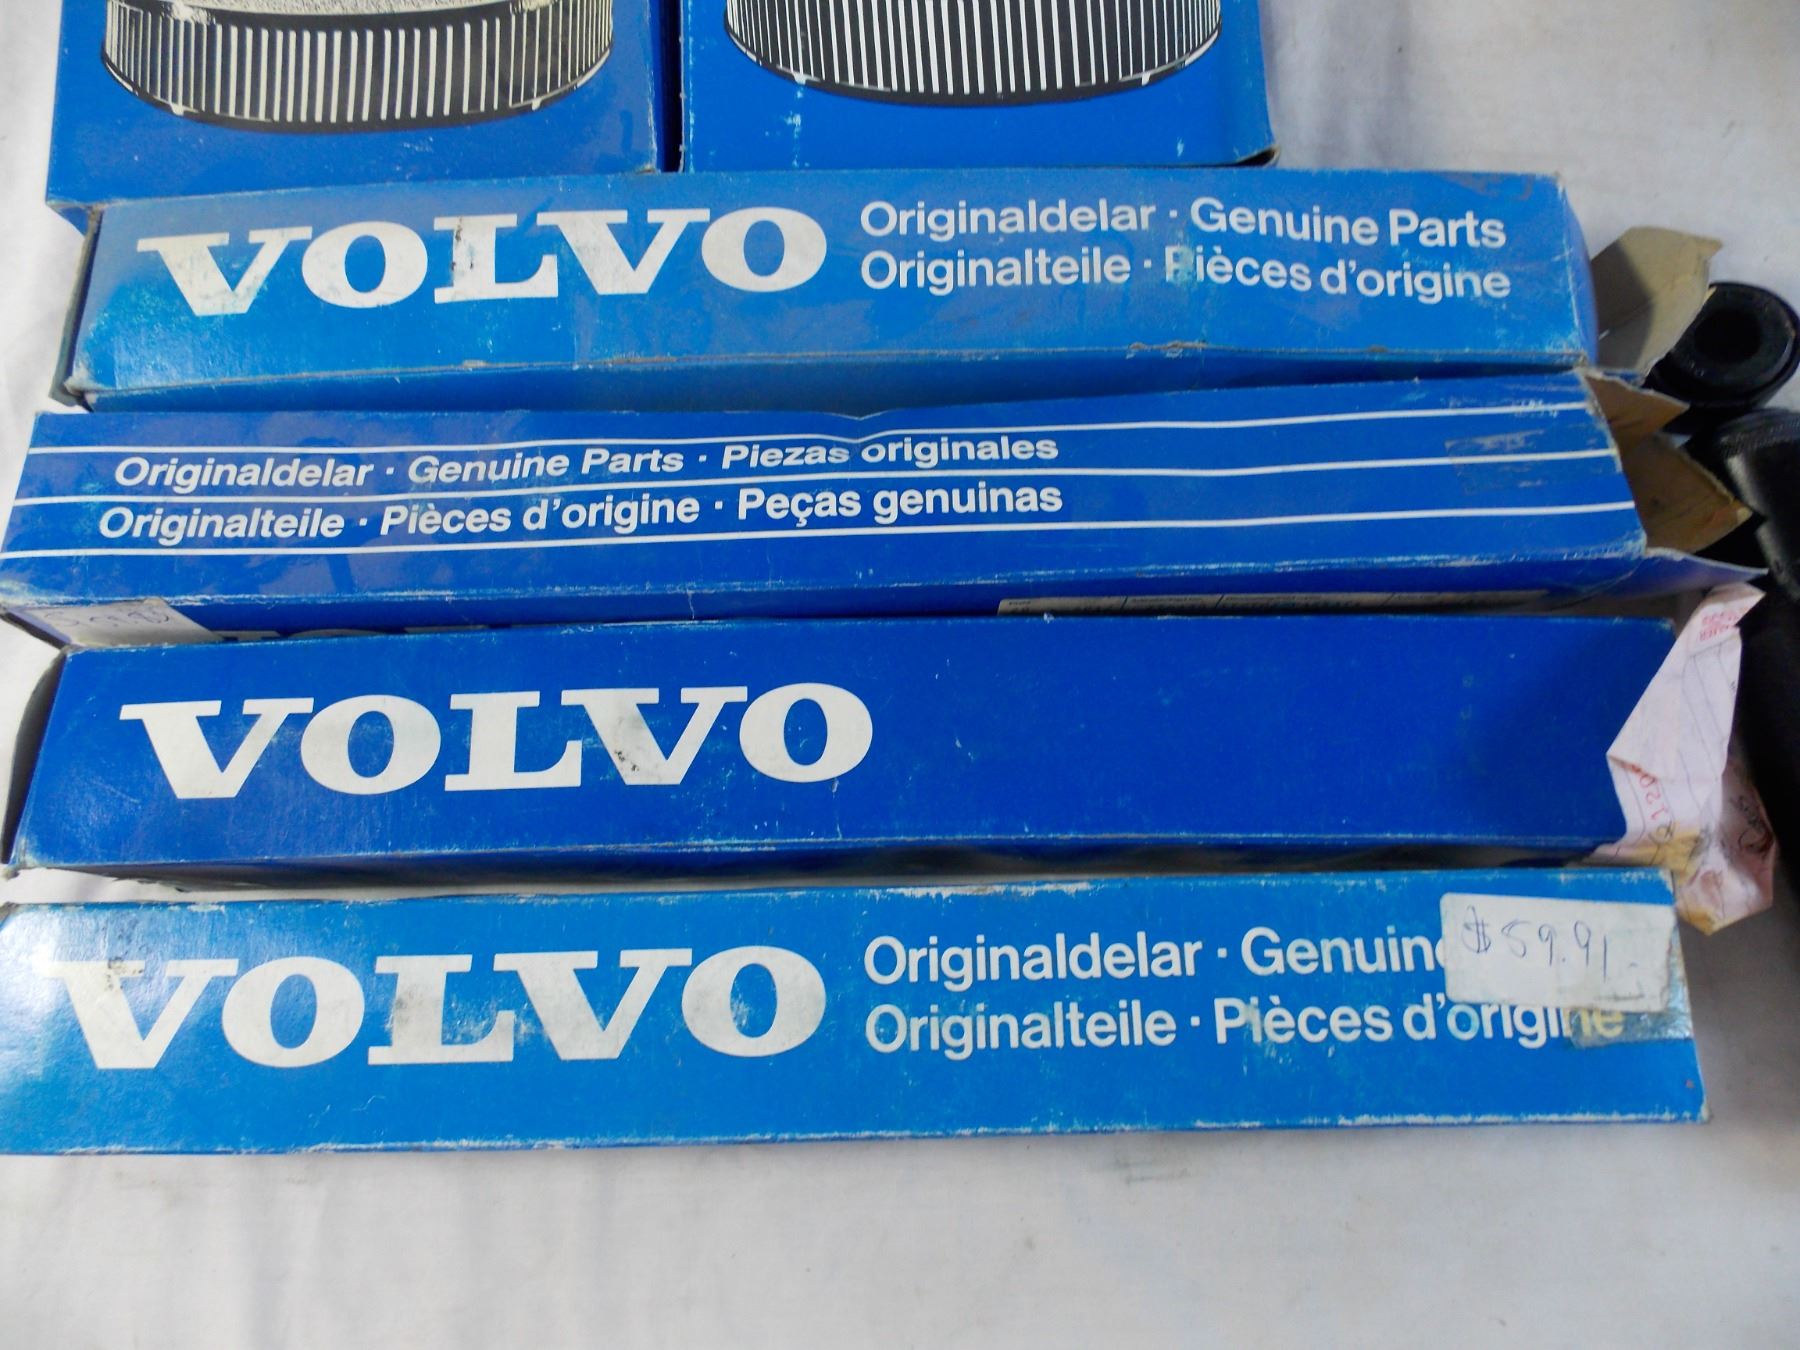 VOLVO
Originaldelar · Genuine Parts
Originalteile · Pièces d'origine
Originaldelar · Genuine Parts · Piezas originales
Originalteile · Pièces d'origine · Peças genuinas
VOLVO
VOLVO
Originaldelar · Genuin
Originalteile · Pièces d'origine
$59.91